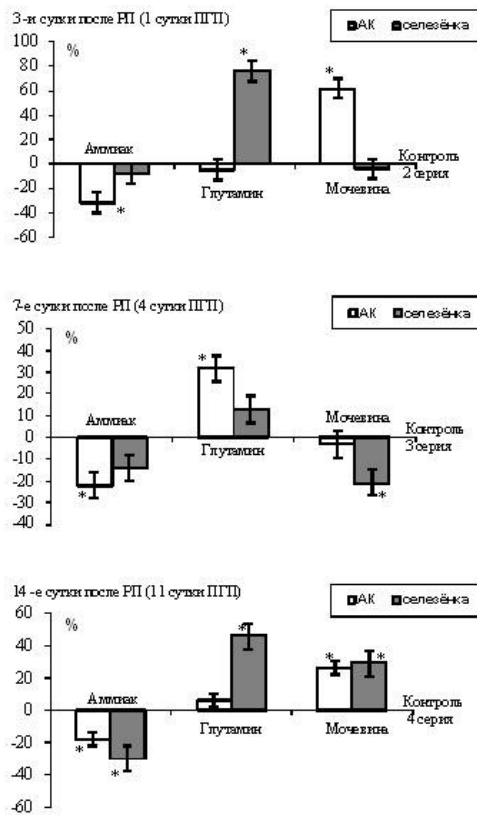 3-и сутки после РП (1 сутки ПГП)
АК селезёнка
%
100
80
60
40
20
0
-20
-40
-60
*
*
*
Аммиак
Глутамин
Мочевина
Контроль
2 серия
7-е сутки после РП (4 сутки ПГП)
АК селезёнка
%
50
40
30
20
10
0
-10
-20
-30
-40
*
*
*
Аммиак
Глутамин
Мочевина
Контроль
3 серия
14 -е сутки после РП (11 сутки ПГП)
АК селезёнка
%
60
40
20
0
-20
-40
-60
*
*
*
*
*
Аммиак
Глутамин
Мочевина
Контроль
4 серия